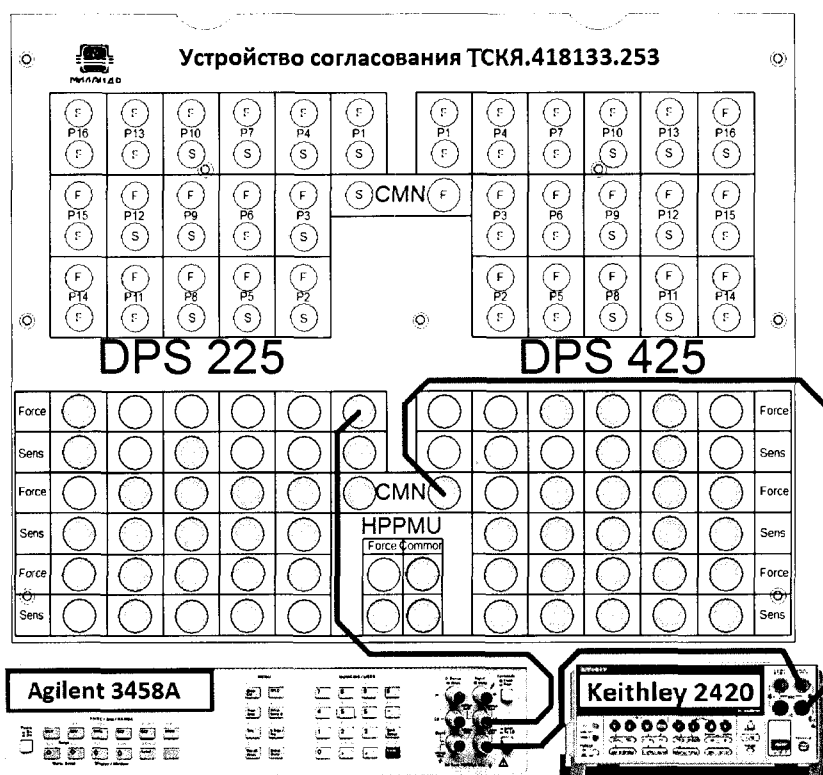 Устройство согласования ТСКЯ.418133.253
МИЛАНДР
F F F F F F F F F F F F
P16 P13 P10 P7 P4 P1 P1 P4 P7 P10 P13 P16
S S S S S S S S S S S S
F F F F F S CMN F F F F F F
P15 P12 P9 P6 P3 P3 P6 P9 P12 P15
S S S S S S S S S S
F F F F F F F F F F
P14 P11 P8 P5 P2 P2 P5 P8 P11 P14
S S S S S S S S S S
DPS 225 DPS 425
Force Force
Sens Sens
Force CMN Force
HPPMU
Sens Force Common Sens
Force Force
Sens Sens
Agilent 3458A Keithley 2420